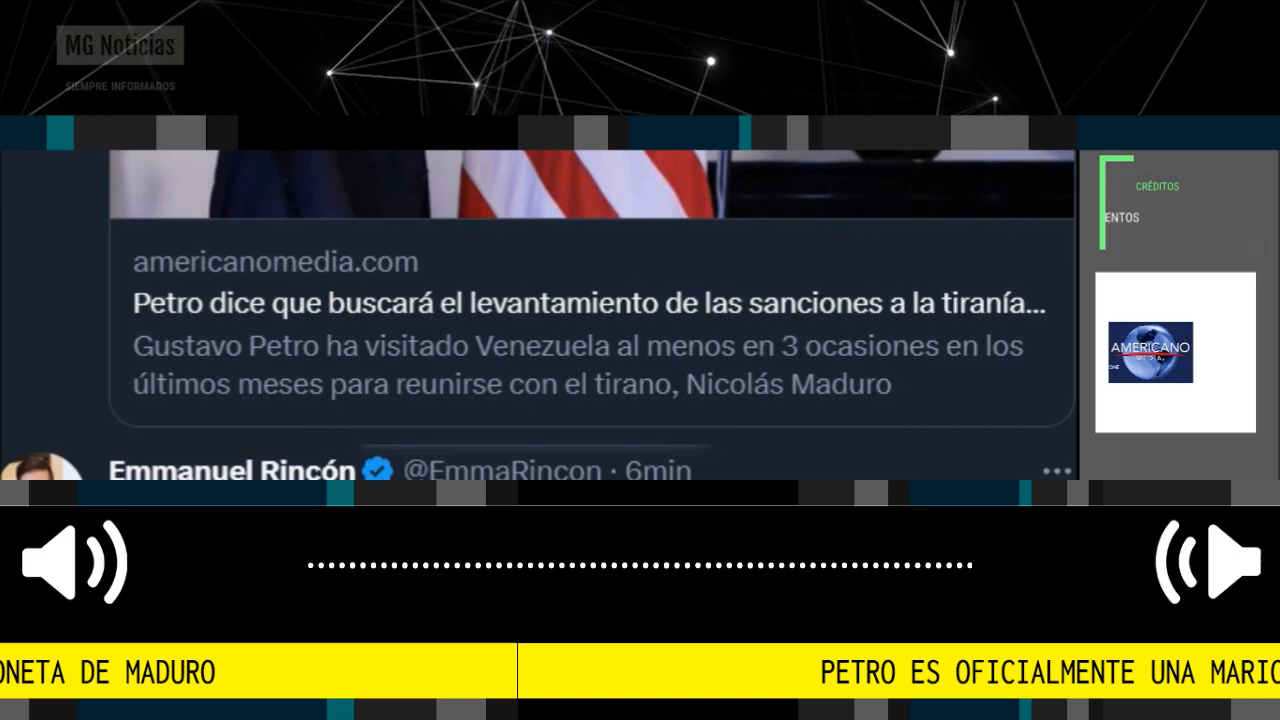 MG Noticias
SIEMPRE INFORMADOS
CRÉDITOS
ENTOS
americanomedia.com
Petro dice que buscará el levantamiento de las sanciones a la tiranía...
Gustavo Petro ha visitado Venezuela al menos en 3 ocasiones en los
últimos meses para reunirse con el tirano, Nicolás Maduro
AMERICANO
MEDIA
Emmanuel Rincón @EmmaRincon · 6min
ONETA DE MADURO
PETRO ES OFICIALMENTE UNA MARIO